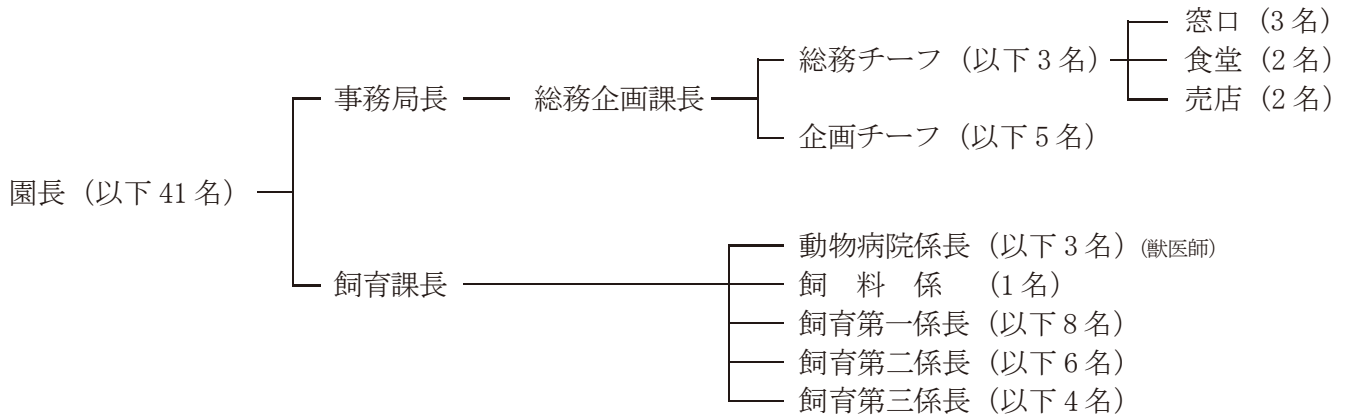 窓口（3 名）
総務チーフ（以下 3 名）
食堂（2 名）
事務局長
総務企画課長
売店（2 名）
企画チーフ（以下 5 名）
園長（以下 41 名）
動物病院係長（以下 3 名）(獣医師)
飼育課長
飼　料　係　（1 名）
飼育第一係長（以下 8 名）
飼育第二係長（以下 6 名）
飼育第三係長（以下 4 名）